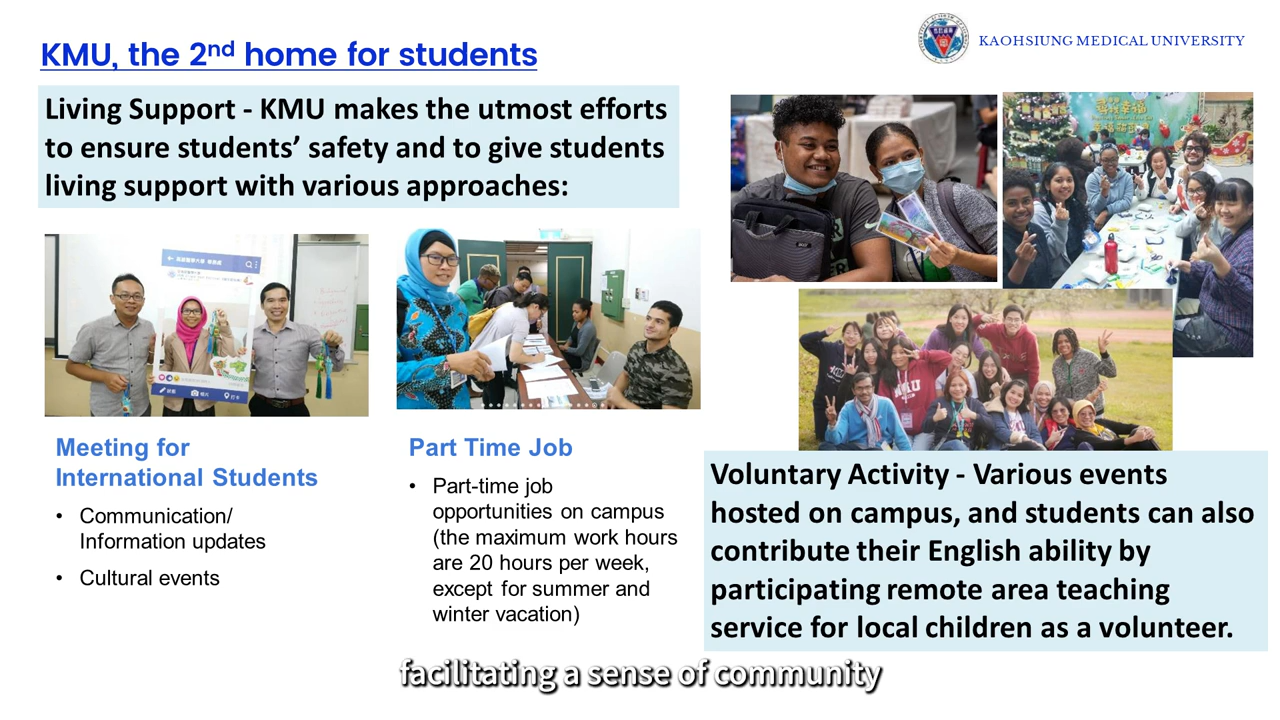 KMU, the 2nd home for students
KAOHSIUNG MEDICAL UNIVERSITY
Living Support - KMU makes the utmost efforts
to ensure students’ safety and to give students
living support with various approaches:
Meeting for
International Students
• Communication/
Information updates
• Cultural events
Part Time Job
• Part-time job
opportunities on campus
(the maximum work hours
are 20 hours per week,
except for summer and
winter vacation)
Voluntary Activity - Various events
hosted on campus, and students can also
contribute their English ability by
participating remote area teaching
service for local children as a volunteer.
facilitating a sense of community